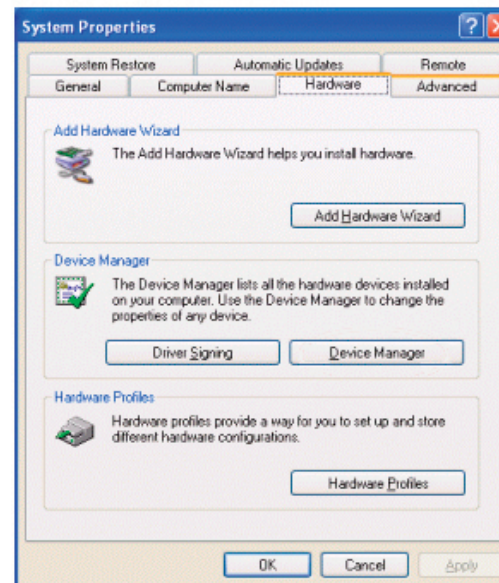 System Properties
System Restore Automatic Updates Remote
General Computer Name Hardware Advanced
Add Hardware Wizard
The Add Hardware Wizard helps you install hardware.
Add Hardware Wizard
Device Manager
The Device Manager lists all the hardware devices installed
on your computer. Use the Device Manager to change the
properties of any device.
Driver Signing Device Manager
Hardware Profiles
Hardware profiles provide a way for you to set up and store
different hardware configurations.
Hardware Profiles
OK Cancel Apply